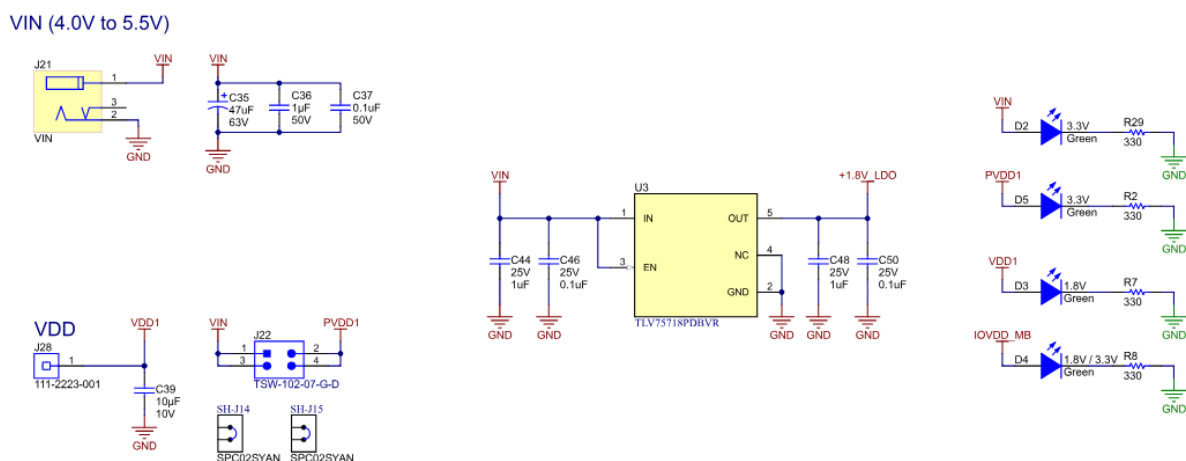 VIN (4.0V to 5.5V)
J21
VIN
1
3
2
VIN
GND
VIN
C35
47uF
63V
C36
1µF
50V
C37
0.1uF
50V
GND
VIN
D2
3.3V
Green
R29
330
GND
PVDD1
D5
3.3V
Green
R2
330
GND
VDD1
D3
1.8V
Green
R7
330
GND
IOVDD_MB
D4
1.8V / 3.3V
Green
R8
330
GND
VIN
U3
+1.8V_LDO
1
IN
OUT
5
3
EN
NC
4
GND
2
TLV75718PDBVR
C44
25V
1uF
C46
25V
0.1uF
C48
25V
1uF
C50
25V
0.1uF
GND
GND
GND
GND
GND
VDD
J28
1
111-2223-001
VDD1
C39
10µF
10V
GND
VIN
J22
PVDD1
1
2
3
4
TSW-102-07-G-D
SH-J14
SPC02SYAN
SH-J15
SPC02SYAN